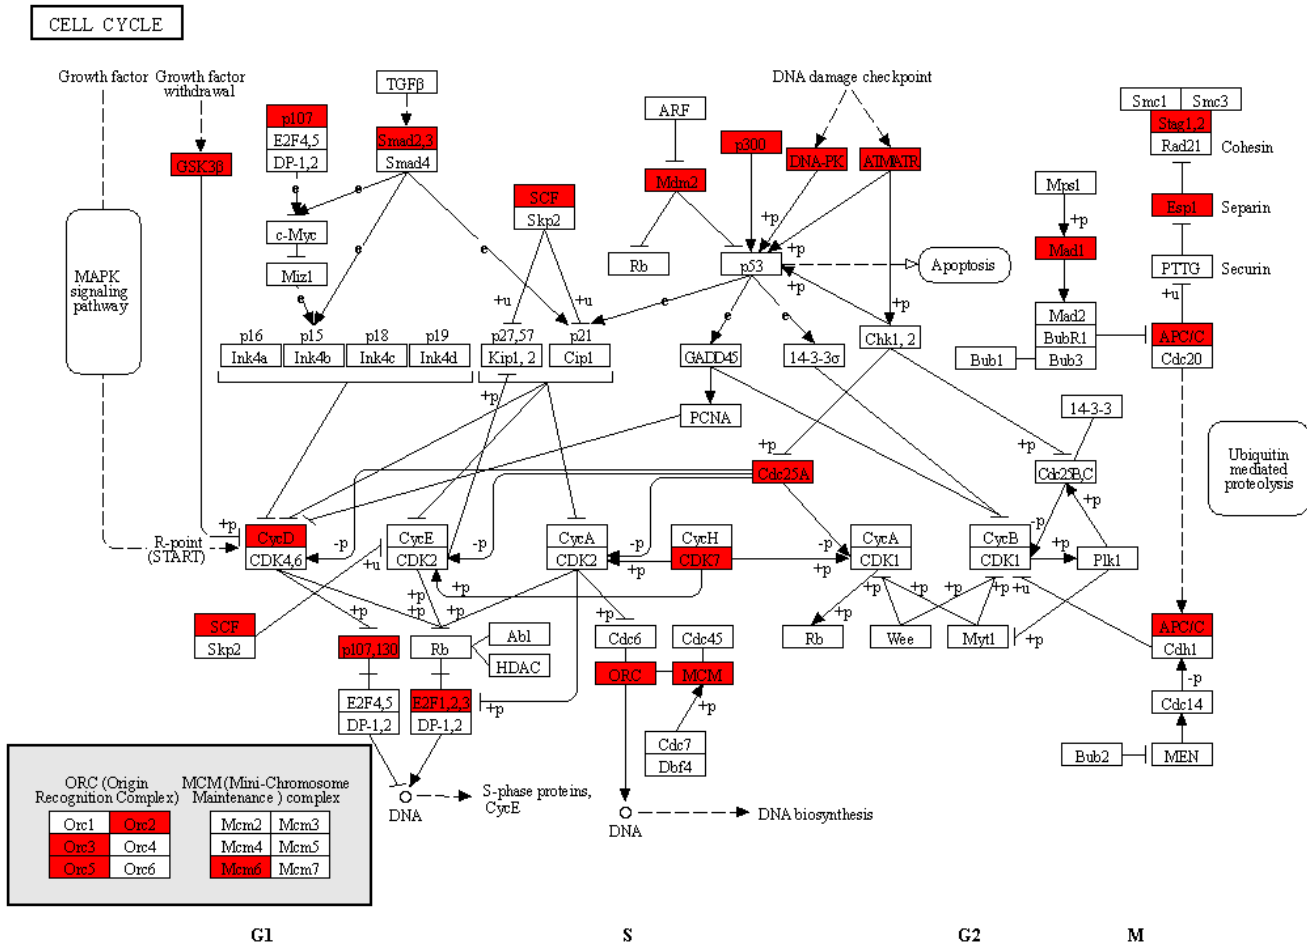 CELL CYCLE
Growth factor
Growth factor
withdrawal
TGFβ
DNA damage checkpoint
ARF
Smc1
Smc3
p107
E2F4,5
DP-1,2
Smad2,3
Smad4
GSK3β
p300
DNA-PK
ATM/ATR
Mdm2
Stag1,2
Rad21
Cohesin
SCF
Skp2
Mps1
Esp1
Separin
+p
+p
+p
e
e
c-Myc
Mad1
MAPK
signaling
pathway
Miz1
e
e
Rb
p53
Apoptosis
PTTG
Securin
e
+u
+u
e
+p
+p
+u
Mad2
BubR1
Bub3
Bub1
APC/C
Cdc20
p16
p15
p18
p19
p27,57
p21
e
e
Ink4a
Ink4b
Ink4c
Ink4d
Kip1, 2
Cip1
GADD45
14-3-3σ
Chk1, 2
+p
PCNA
14-3-3
+p
+p
Cdc25A
Cdc25B,C
Ubiquitin
mediated
proteolysis
R-point
(START)
+p
CycD
CDK4,6
-p
CycE
CDK2
-p
CycA
CDK2
-p
CycH
CDK7
-p
CycA
CDK1
CycB
CDK1
-p
+p
+p
Plk1
+u
+p
+p
+p
+p
+p
+p
+p
+p
+p
+p
+p
+u
+p
SCF
Skp2
p107,130
Rb
Abl
HDAC
Cdc6
Cdc45
Rb
Wee
Myt1
APC/C
Cdh1
ORC
MCM
-p
E2F4,5
DP-1,2
E2F1,2,3
DP-1,2
+p
+p
Cdc14
Cdc7
Dbf4
Bub2
MEN
ORC (Origin
Recognition Complex)
MCM (Mini-Chromosome
Maintenance ) complex
Orc1
Orc2
Mcm2
Mcm3
Orc3
Orc4
Mcm4
Mcm5
Orc5
Orc6
Mcm6
Mcm7
DNA
S-phase proteins,
CycE
DNA
DNA biosynthesis
G1
S
G2
M